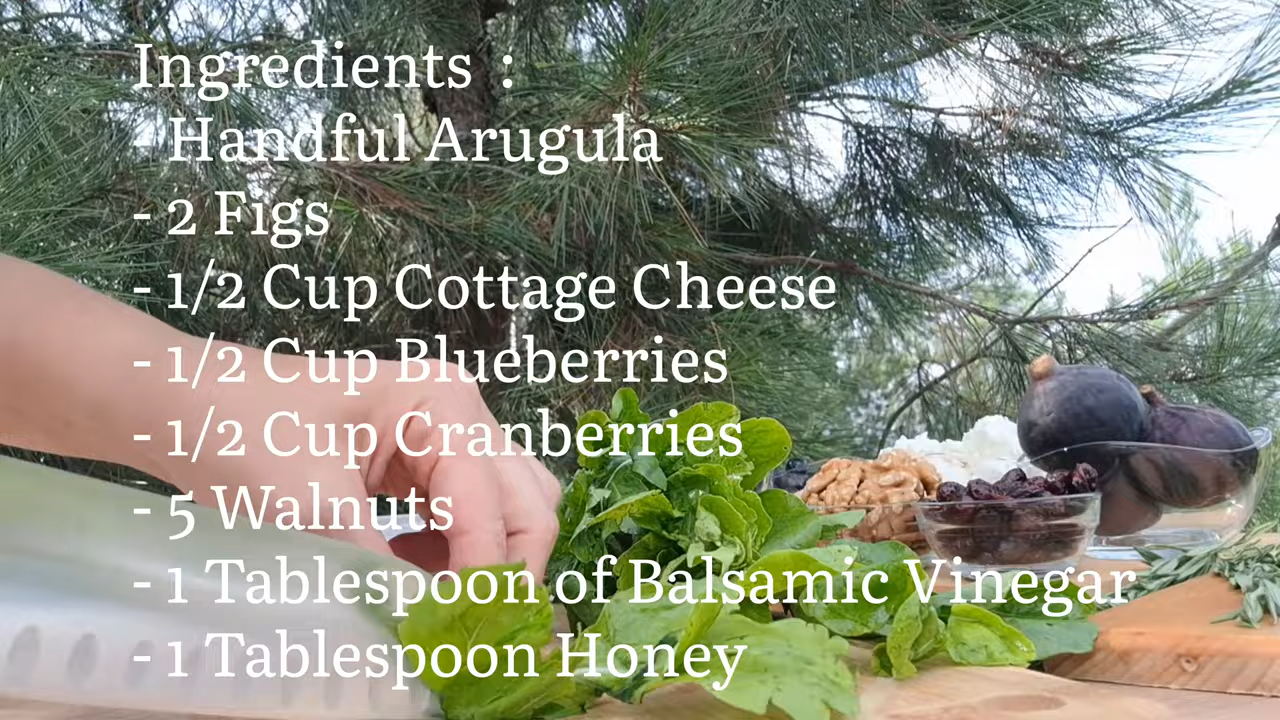 Ingredients :
Handful Arugula
- 2 Figs
- 1/2 Cup Cottage Cheese
- 1/2 Cup Blueberries
- 1/2 Cup Cranberries
- 5 Walnuts
- 1 Tablespoon of Balsamic Vinegar
- 1 Tablespoon Honey